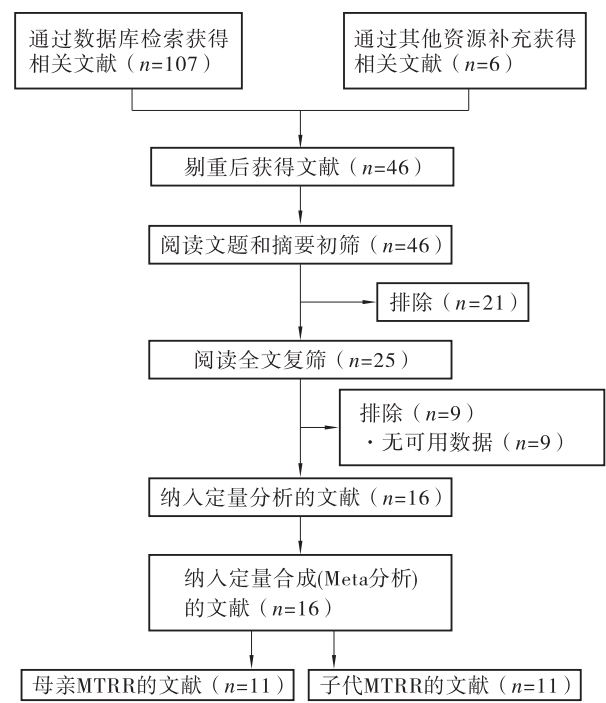 通过数据库检索获得
相关文献（n=107）
通过其他资源补充获得
相关文献（n=6）
剔重后获得文献（n=46）
阅读文题和摘要初筛（n=46）
排除（n=21）
阅读全文复筛（n=25）
排除（n=9）
·无可用数据（n=9）
纳入定量分析的文献（n=16）
纳入定量合成(Meta分析)
的文献（n=16）
母亲MTRR的文献（n=11）
子代MTRR的文献（n=11）